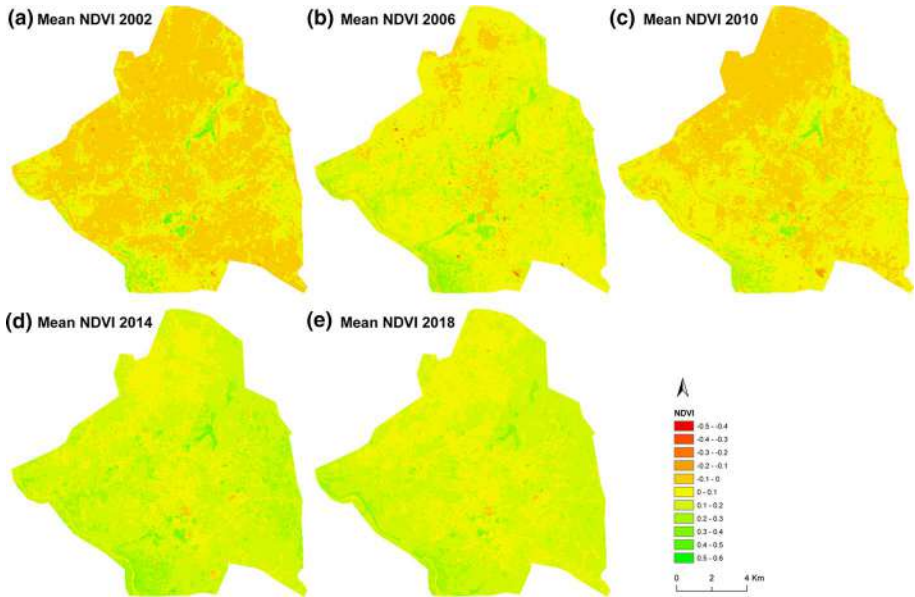 (a) Mean NDVI 2002
(b) Mean NDVI 2006
(c) Mean NDVI 2010
(d) Mean NDVI 2014
(e) Mean NDVI 2018
NDVI
-0.5 - -0.4
-0.4 - -0.3
-0.3 - -0.2
-0.2 - -0.1
-0.1 - 0
0 - 0.1
0.1 - 0.2
0.2 - 0.3
0.3 - 0.4
0.4 - 0.5
0.5 - 0.6
0 2 4 Km